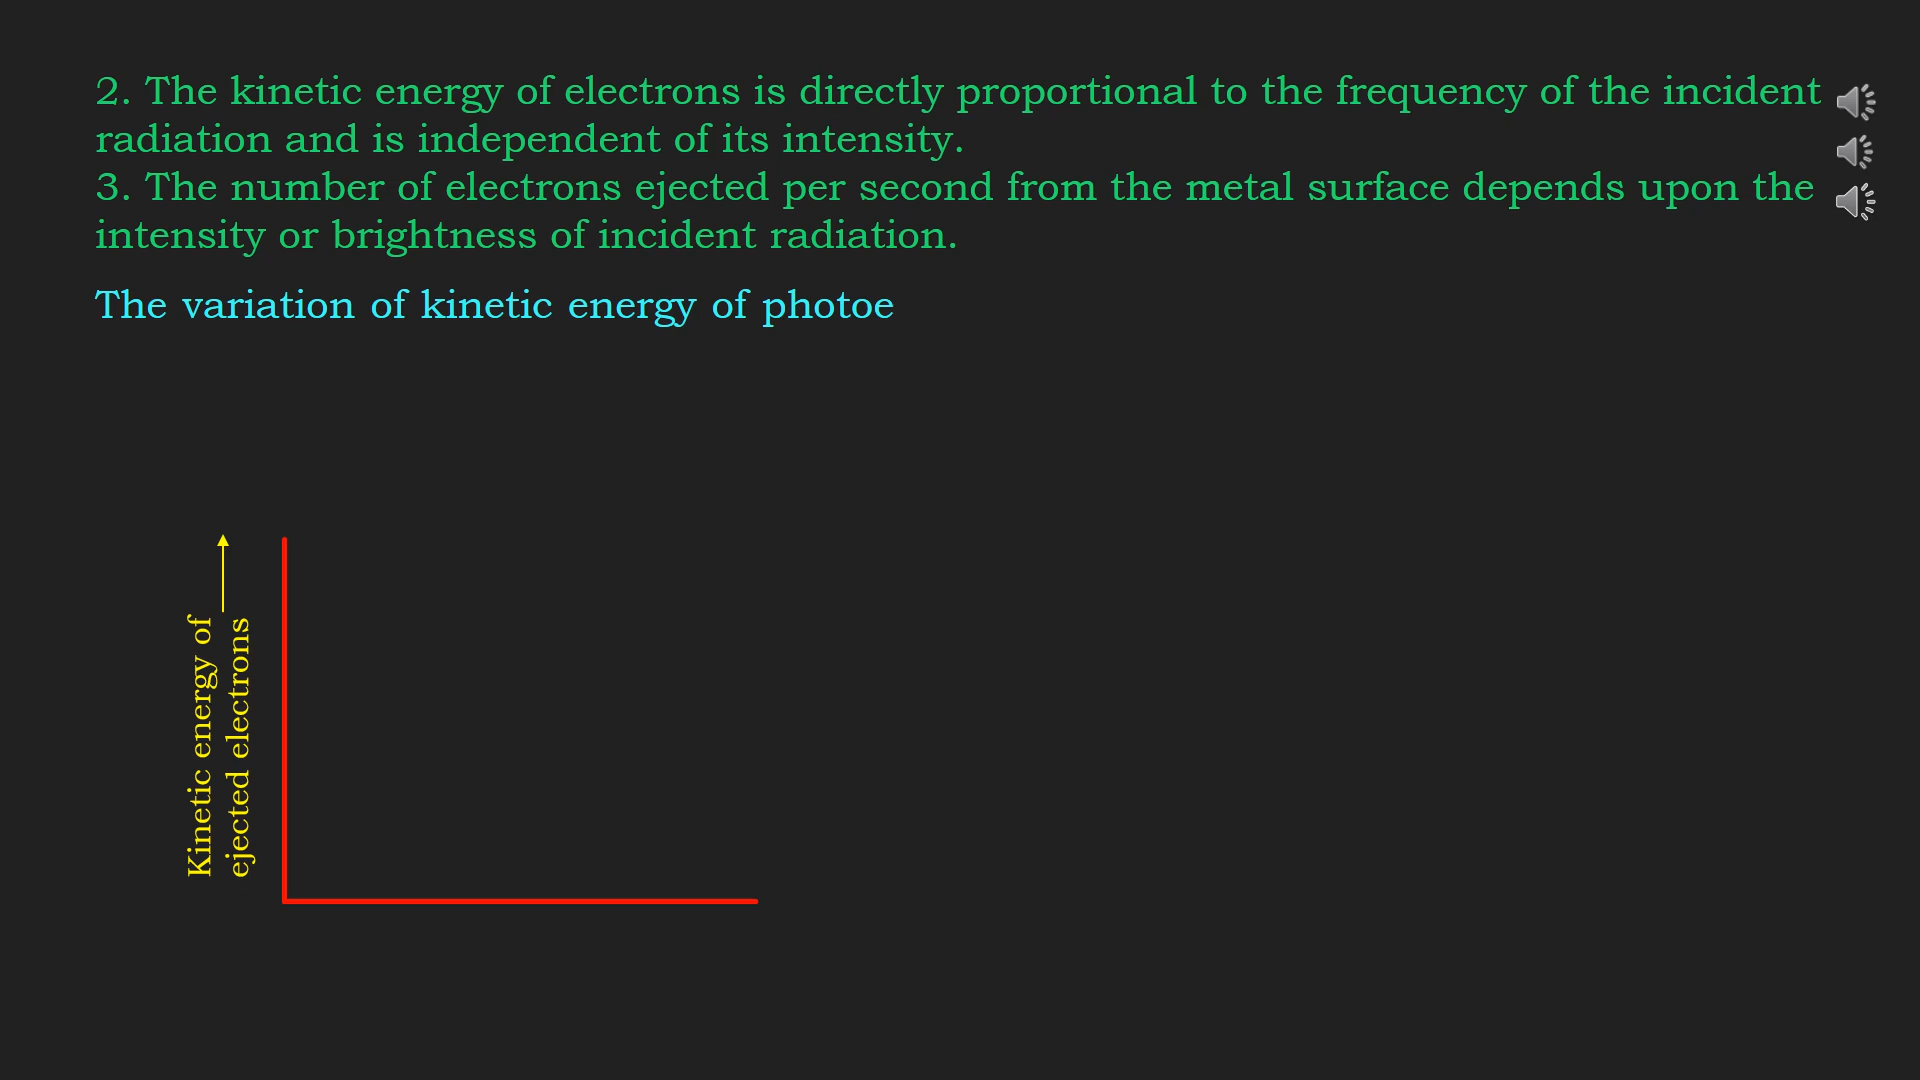 2. The kinetic energy of electrons is directly proportional to the frequency of the incident
radiation and is independent of its intensity.
3. The number of electrons ejected per second from the metal surface depends upon the
intensity or brightness of incident radiation.
The variation of kinetic energy of photoe
Kinetic energy of
ejected electrons